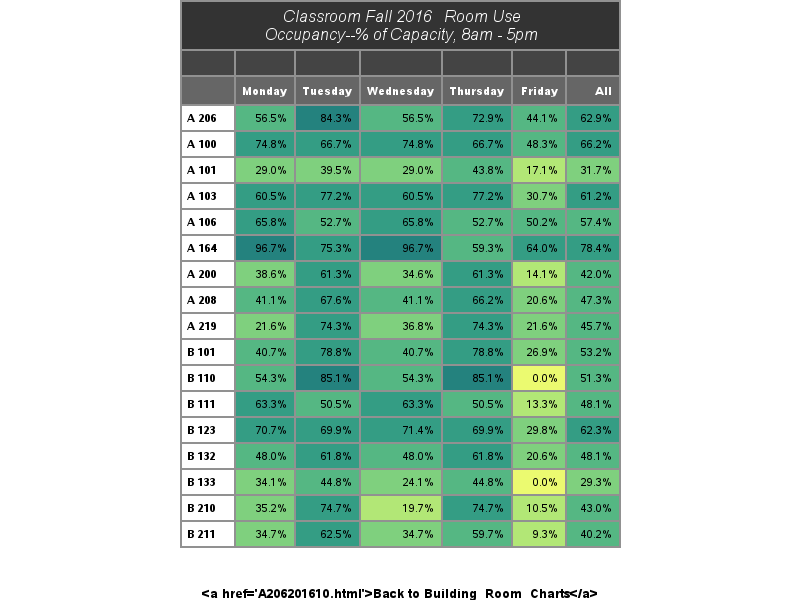 Classroom Fall 2016 Room Use
Occupancy--% of Capacity, 8am - 5pm
Monday Tuesday Wednesday Thursday Friday All
A 206 56.5% 84.3% 56.5% 72.9% 44.1% 62.9%
A 100 74.8% 66.7% 74.8% 66.7% 48.3% 66.2%
A 101 29.0% 39.5% 29.0% 43.8% 17.1% 31.7%
A 103 60.5% 77.2% 60.5% 77.2% 30.7% 61.2%
A 106 65.8% 52.7% 65.8% 52.7% 50.2% 57.4%
A 164 96.7% 75.3% 96.7% 59.3% 64.0% 78.4%
A 200 38.6% 61.3% 34.6% 61.3% 14.1% 42.0%
A 208 41.1% 67.6% 41.1% 66.2% 20.6% 47.3%
A 219 21.6% 74.3% 36.8% 74.3% 21.6% 45.7%
B 101 40.7% 78.8% 40.7% 78.8% 26.9% 53.2%
B 110 54.3% 85.1% 54.3% 85.1% 0.0% 51.3%
B 111 63.3% 50.5% 63.3% 50.5% 13.3% 48.1%
B 123 70.7% 69.9% 71.4% 69.9% 29.8% 62.3%
B 132 48.0% 61.8% 48.0% 61.8% 20.6% 48.1%
B 133 34.1% 44.8% 24.1% 44.8% 0.0% 29.3%
B 210 35.2% 74.7% 19.7% 74.7% 10.5% 43.0%
B 211 34.7% 62.5% 34.7% 59.7% 9.3% 40.2%
<a href='A206201610.html'>Back to Building_Room_Charts</a>